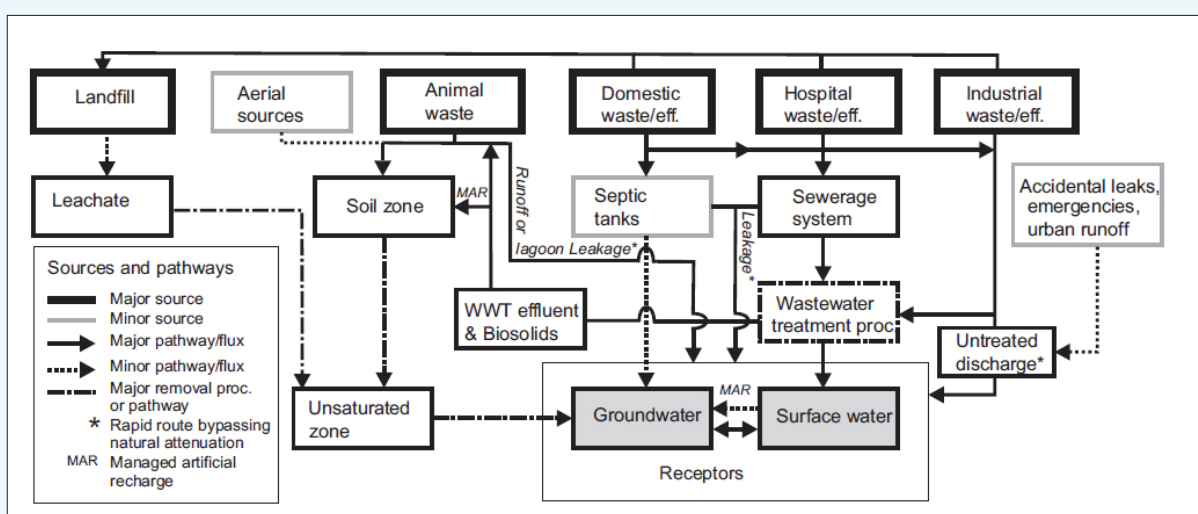 Landfill
Aerial
sources
Animal
waste
Domestic
waste/eff.
Hospital
waste/eff.
Industrial
waste/eff.
Leachate
Soil zone
MAR
Runoff or
lagoon Leakage*
Septic
tanks
Leakage*
Sewerage
system
Accidental leaks,
emergencies,
urban runoff
Sources and pathways
Major source
Minor source
Major pathway/flux
Minor pathway/flux
Major removal proc.
or pathway
* Rapid route bypassing
natural attenuation
MAR Managed artificial
recharge
WWT effluent
& Biosolids
Wastewater
treatment proc
Untreated
discharge*
Unsaturated
zone
Groundwater
MAR
Surface water
Receptors